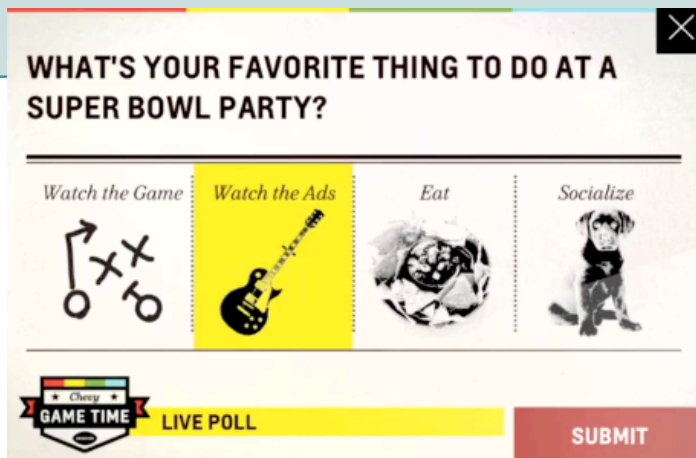 WHAT'S YOUR FAVORITE THING TO DO AT A
SUPER BOWL PARTY?
Watch the Game
Watch the Ads
Eat
Socialize
Chevy
GAME TIME
LIVE POLL
SUBMIT